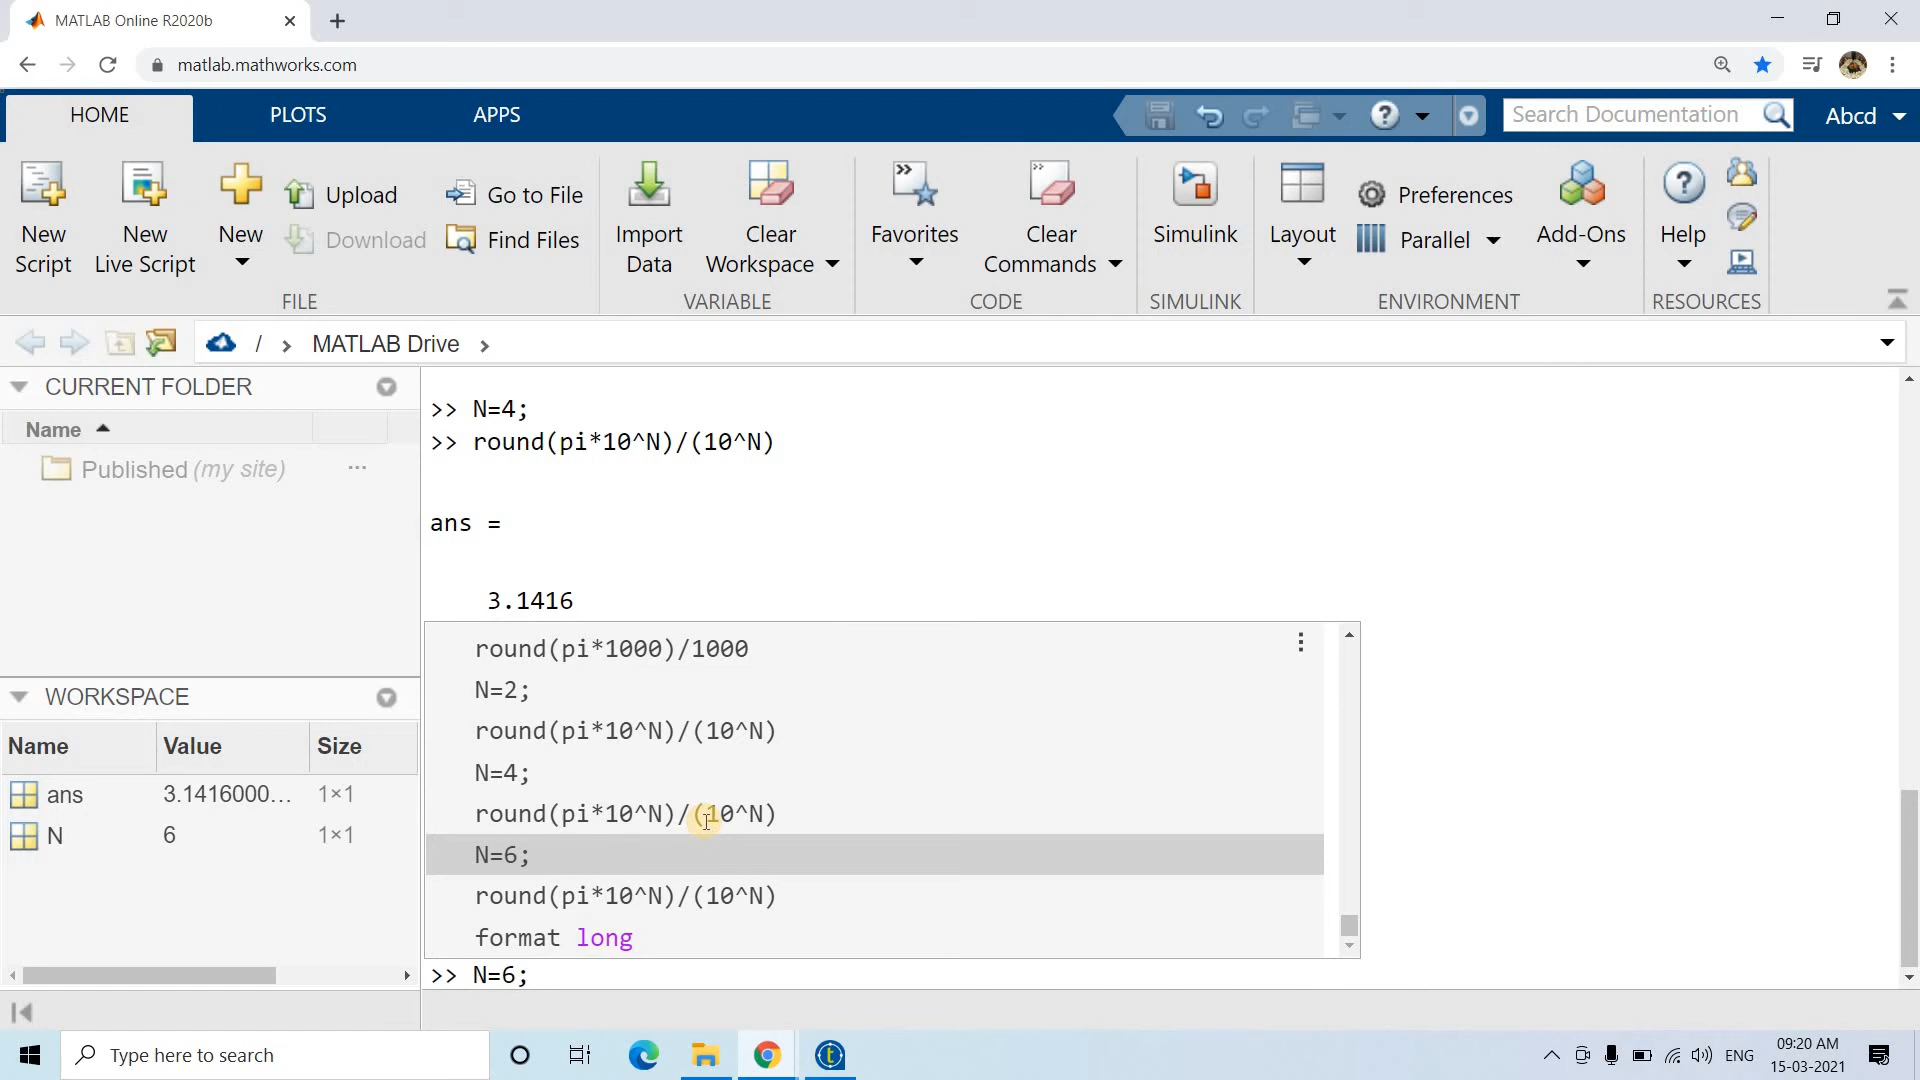 MATLAB Online R2020b
matlab.mathworks.com
HOME PLOTS APPS
Search Documentation
Abcd
New Script
New Live Script
New
Upload
Download
Go to File
Find Files
FILE
Import Data
Clear Workspace
VARIABLE
Favorites
Clear Commands
CODE
Simulink
SIMULINK
Layout
Preferences
Parallel
Add-Ons
ENVIRONMENT
Help
RESOURCES
/ › MATLAB Drive ›
CURRENT FOLDER
Name
Published (my site)
WORKSPACE
Name Value Size
ans 3.1416000... 1×1
N 6 1×1
>> N=4;
>> round(pi*10^N)/(10^N)
ans =
3.1416
round(pi*1000)/1000
N=2;
round(pi*10^N)/(10^N)
N=4;
round(pi*10^N)/(10^N)
N=6;
round(pi*10^N)/(10^N)
format long
>> N=6;
Type here to search
ENG
09:20 AM
15-03-2021